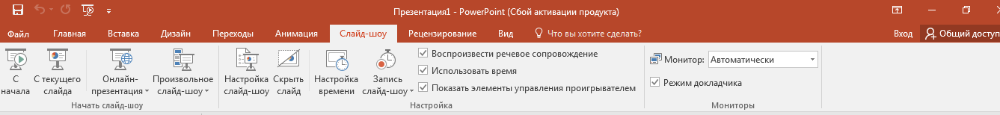 Презентация1 - PowerPoint (Сбой активации продукта)
Файл Главная Вставка Дизайн Переходы Анимация Слайд-шоу Рецензирование Вид Что вы хотите сделать? Вход Общий доступ
С начала
С текущего слайда
Онлайн-презентация
Произвольное слайд-шоу
Начать слайд-шоу
Настройка слайд-шоу
Скрыть слайд
Настройка времени
Запись слайд-шоу
Воспроизвести речевое сопровождение
Использовать время
Показать элементы управления проигрывателем
Настройка
Монитор: Автоматически
Режим докладчика
Мониторы